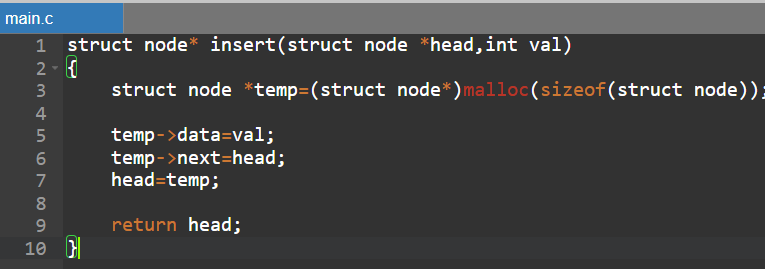 main.c
1 struct node* insert(struct node *head,int val)
2 {
3 struct node *temp=(struct node*)malloc(sizeof(struct node));
4
5 temp->data=val;
6 temp->next=head;
7 head=temp;
8
9 return head;
10 }